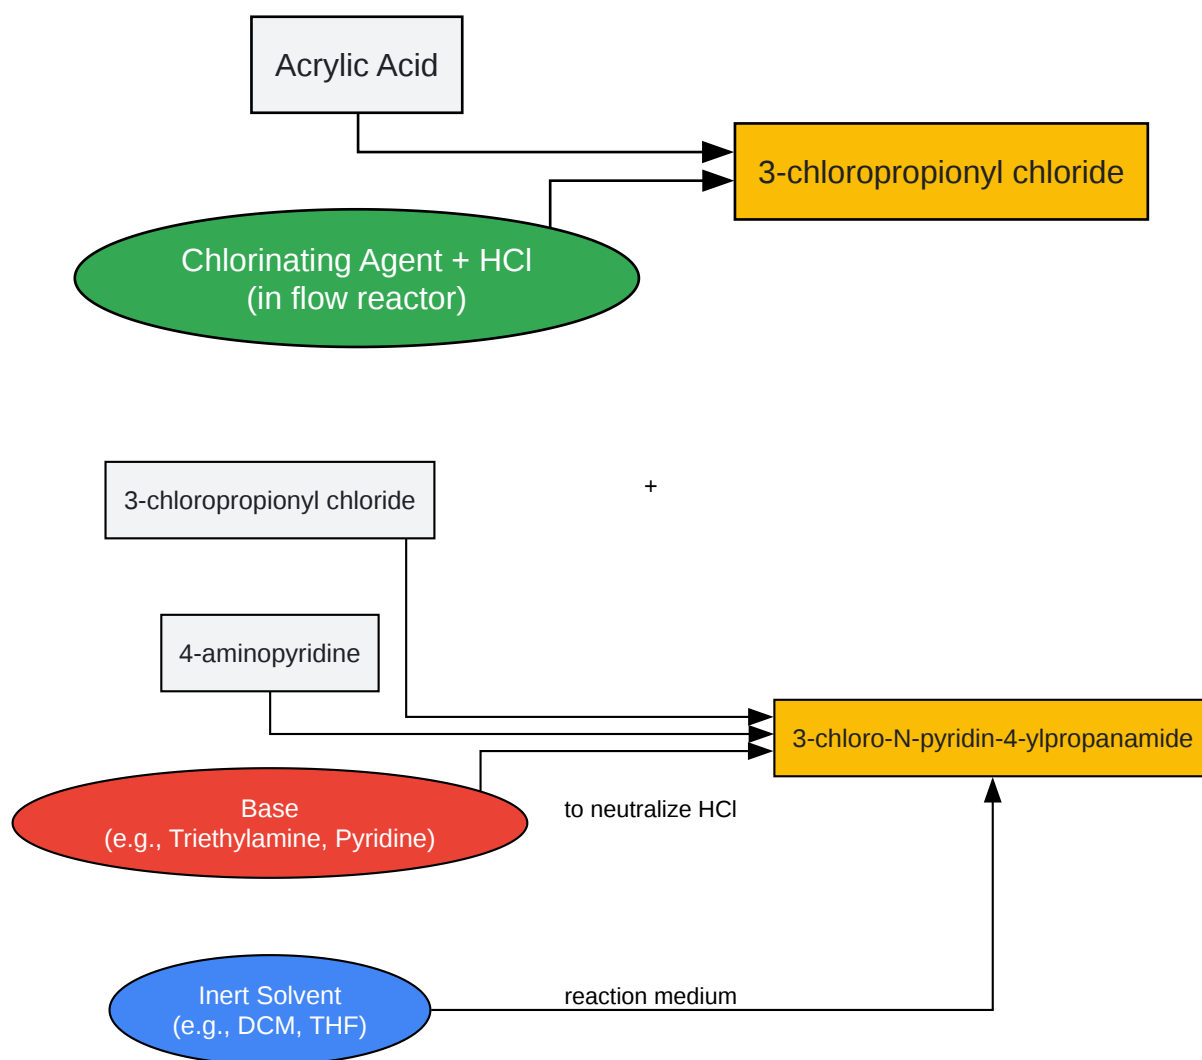 Acrylic Acid
3-chloropropionyl chloride
Chlorinating Agent + HCl
(in flow reactor)
3-chloropropionyl chloride
+
4-aminopyridine
3-chloro-N-pyridin-4-ylpropanamide
Base
(e.g., Triethylamine, Pyridine)
to neutralize HCl
Inert Solvent
(e.g., DCM, THF)
reaction medium